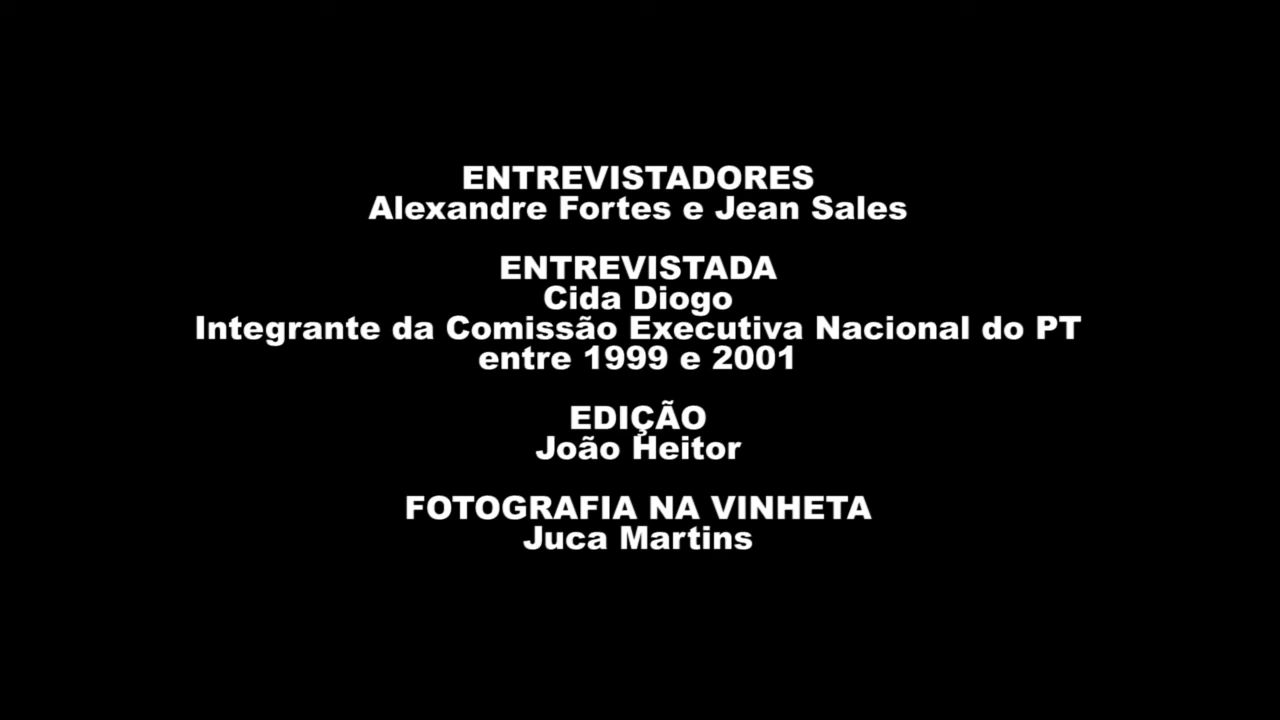 ENTREVISTADORES
Alexandre Fortes e Jean Sales
ENTREVISTADA
Cida Diogo
Integrante da Comissão Executiva Nacional do PT
entre 1999 e 2001
EDIÇÃO
João Heitor
FOTOGRAFIA NA VINHETA
Juca Martins